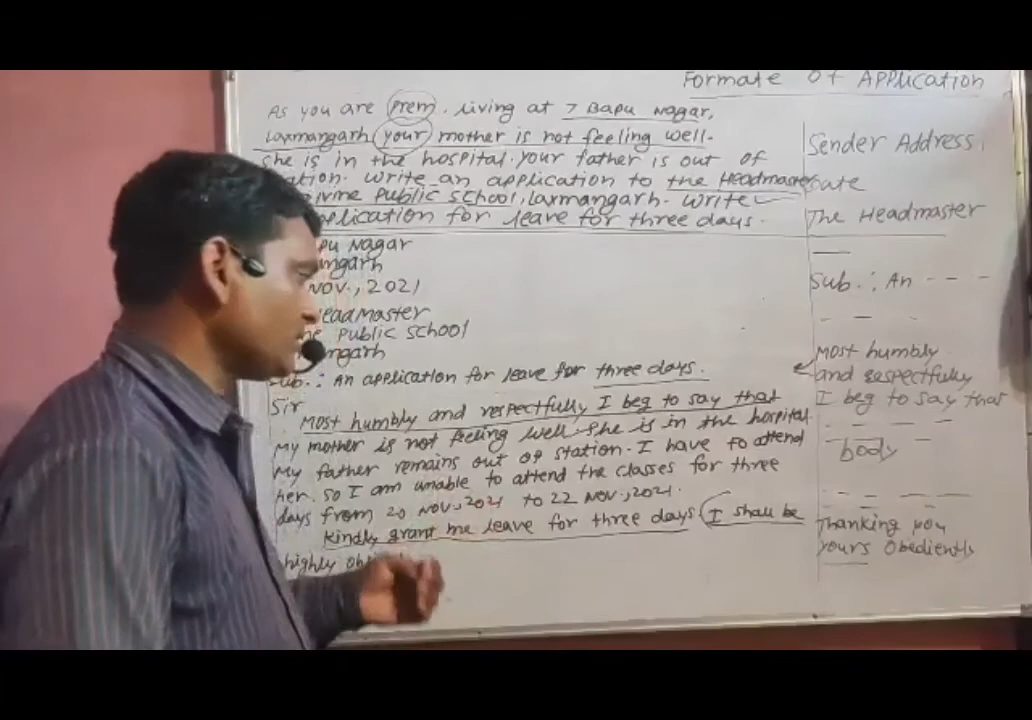 Formate Of Application
As you are Prem. living at 7 Bapu Nagar,
Laxmangarh your mother is not feeling well.
She is in the hospital. your father is out of
write an application to the Headmaster
Public School, Laxmangarh. Write
application for leave for three days.
Nagar
Nov., 2021
Headmaster
Public School
Sub. : An application for leave for three days.
Sir
Most humbly and respectfully I beg to say that
My mother is not feeling well. She is in the hospital.
My father remains out of station. I have to attend
her. So I am unable to attend the classes for three
days from 20 Nov., 2021 to 22 Nov., 2021.
Kindly grant me leave for three days. I shall be
highly
Sender Address.
The Headmaster
Sub. : An - - - -
- - -
Most humbly
and respectfully
I beg to say that
- - - -
body
- - - -
Thanking you
yours Obediently